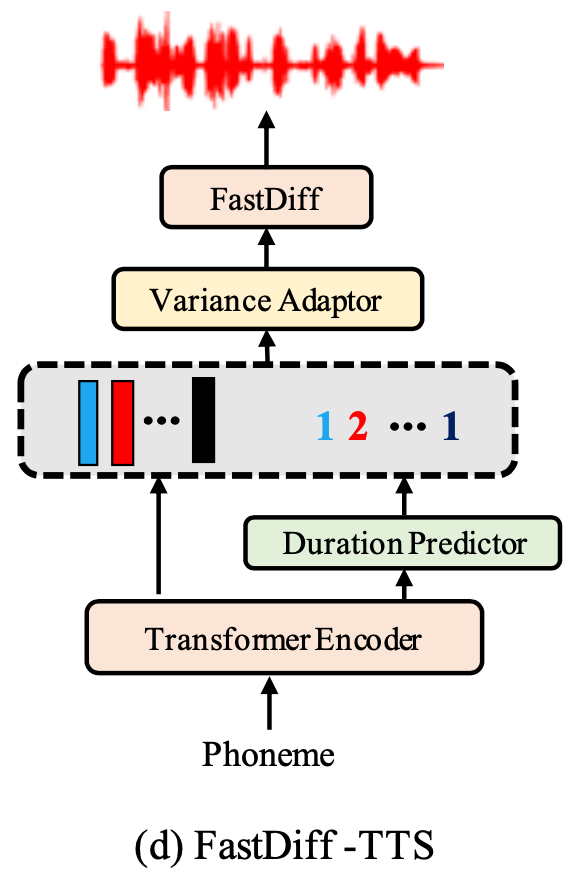 FastDiff
Variance Adaptor
1 2 ··· 1
Duration Predictor
Transformer Encoder
Phoneme
(d) FastDiff -TTS